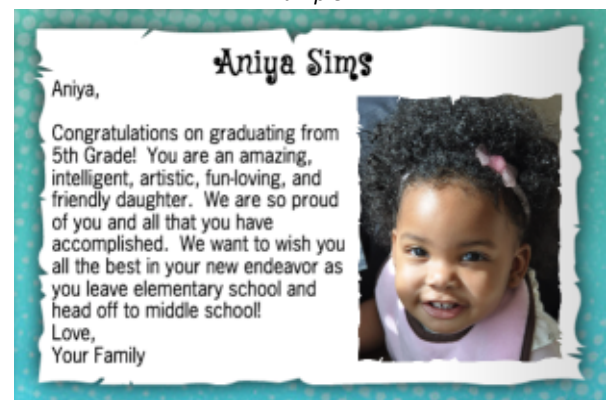 Aniya Sims
Aniya,
Congratulations on graduating from
5th Grade!  You are an amazing,
intelligent, artistic, fun-loving, and
friendly daughter.  We are so proud
of you and all that you have
accomplished.  We want to wish you
all the best in your new endeavor as
you leave elementary school and
head off to middle school!
Love,
Your Family